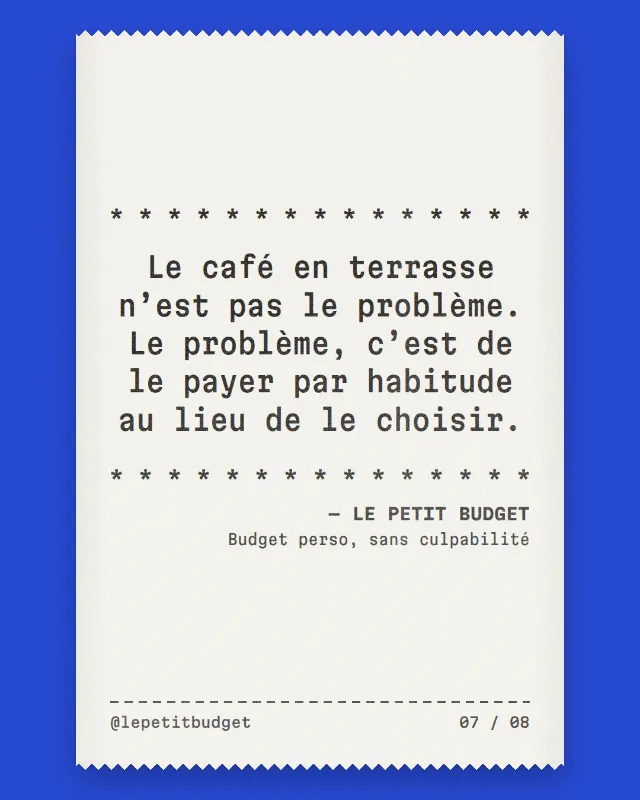 * * * * * * * * * * * * * * *
Le café en terrasse
n’est pas le problème.
Le problème, c’est de
le payer par habitude
au lieu de le choisir.
* * * * * * * * * * * * * * *
— LE PETIT BUDGET
Budget perso, sans culpabilité
@lepetitbudget 07 / 08